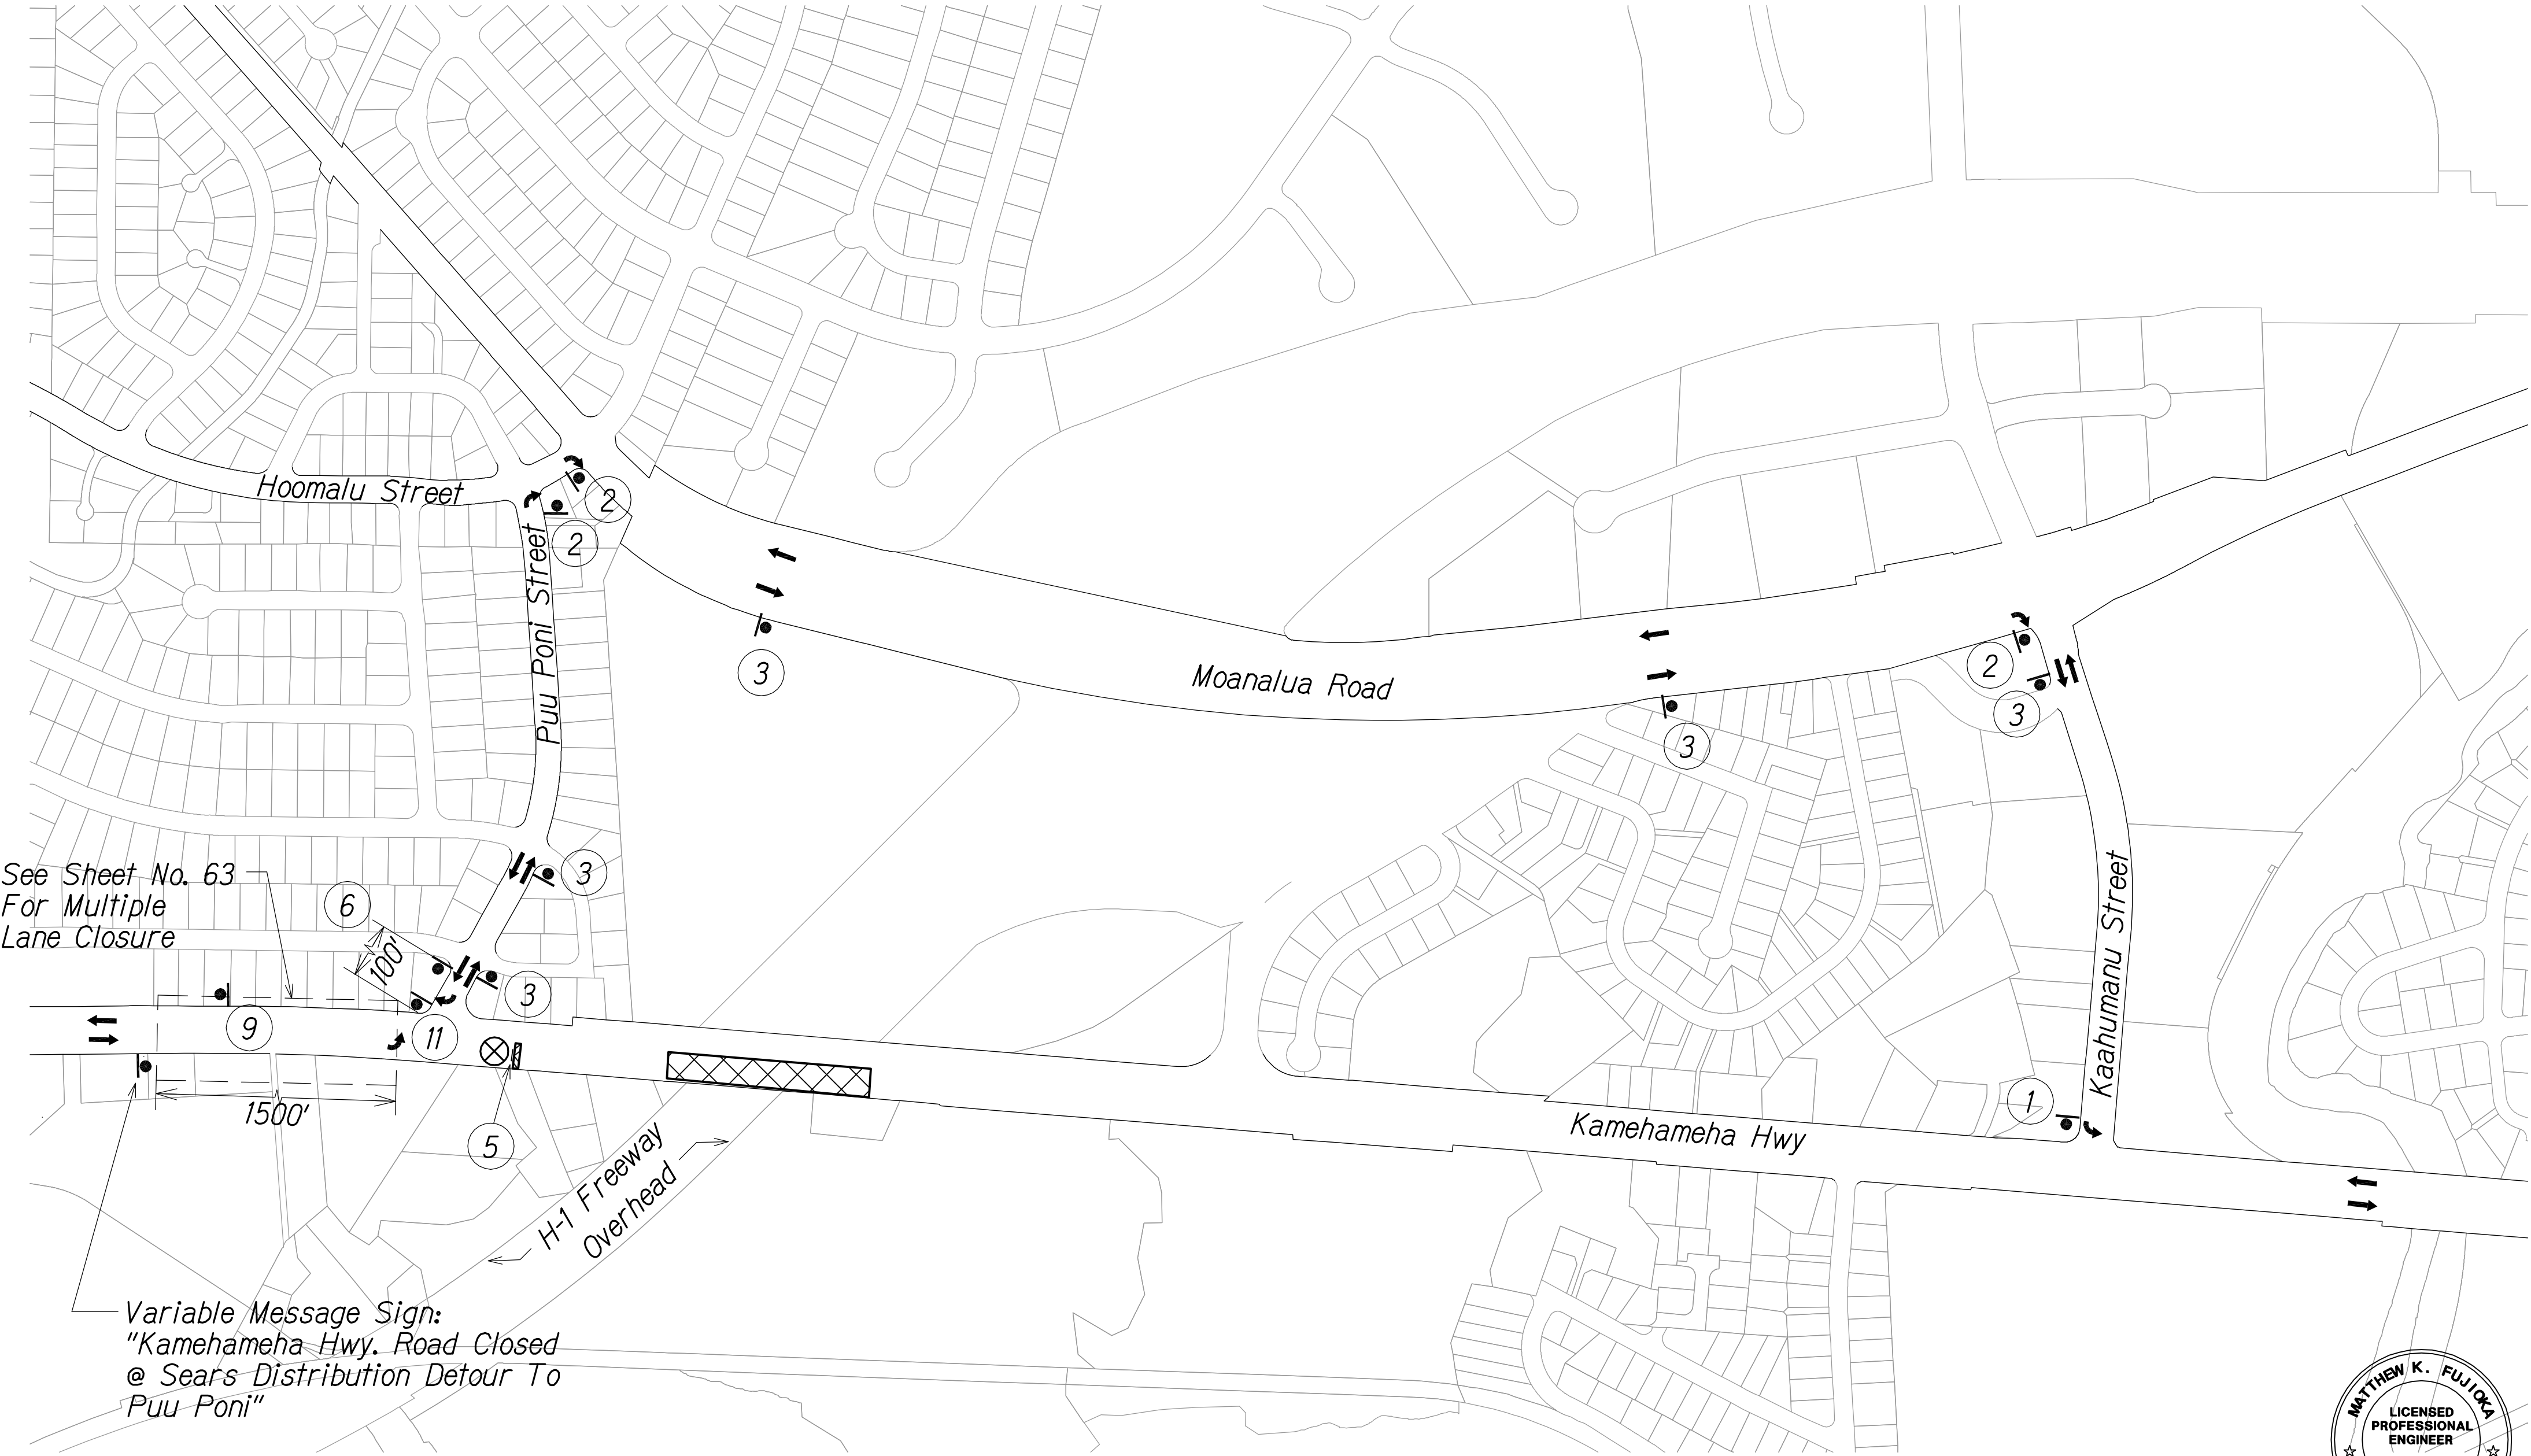 Hoomalu Street
2
2
Puu Poni Street
3
Moanalua Road
2
3
3
See Sheet No. 63
For Multiple
Lane Closure
6
3
100'
3
9
11
1500'
5
H-1 Freeway
Overhead
Kamehameha Hwy
1
Kaahumanu Street
Variable Message Sign:
"Kamehameha Hwy. Road Closed
@ Sears Distribution Detour To
Puu Poni"
MATTHEW K. FUJIOKA
LICENSED
PROFESSIONAL
ENGINEER